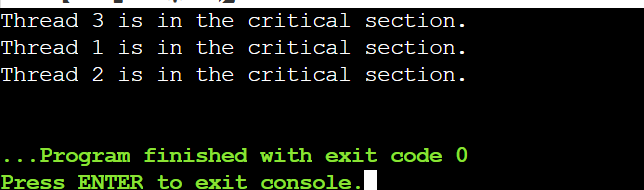 Thread 3 is in the critical section.
Thread 1 is in the critical section.
Thread 2 is in the critical section.
...Program finished with exit code 0
Press ENTER to exit console.